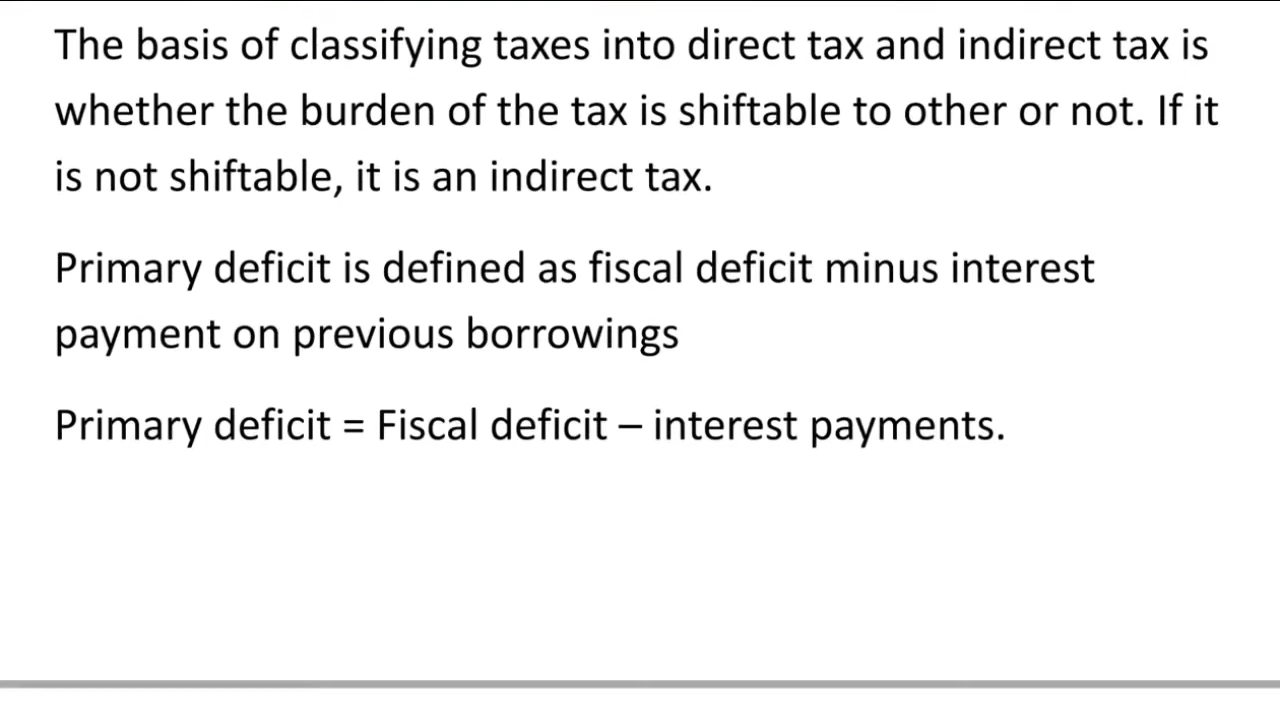 The basis of classifying taxes into direct tax and indirect tax is
whether the burden of the tax is shiftable to other or not. If it
is not shiftable, it is an indirect tax.
Primary deficit is defined as fiscal deficit minus interest
payment on previous borrowings
Primary deficit = Fiscal deficit – interest payments.